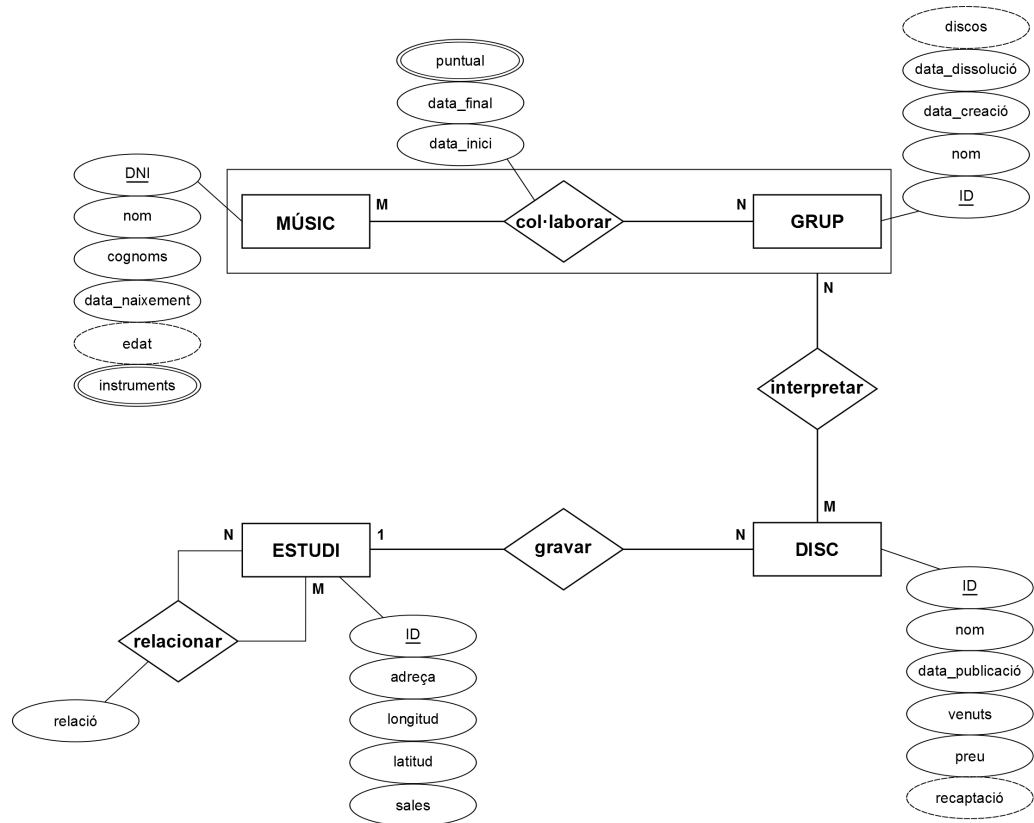 discos
puntual
data_dissolució
data_final
data_creació
data_inici
nom
DNI
ID
MÚSIC
M
col·laborar
N
GRUP
nom
cognoms
data_naixement
edat
instruments
N
interpretar
M
N
ESTUDI
1
gravar
N
DISC
M
relacionar
relació
ID
adreça
longitud
latitud
sales
ID
nom
data_publicació
venuts
preu
recaptació